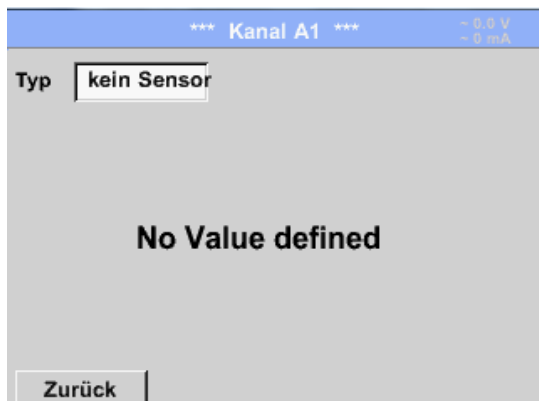 *** Kanal A1 ***
~ 0.0 V
~ 0 mA
Typ kein Sensor
No Value defined
Zurück